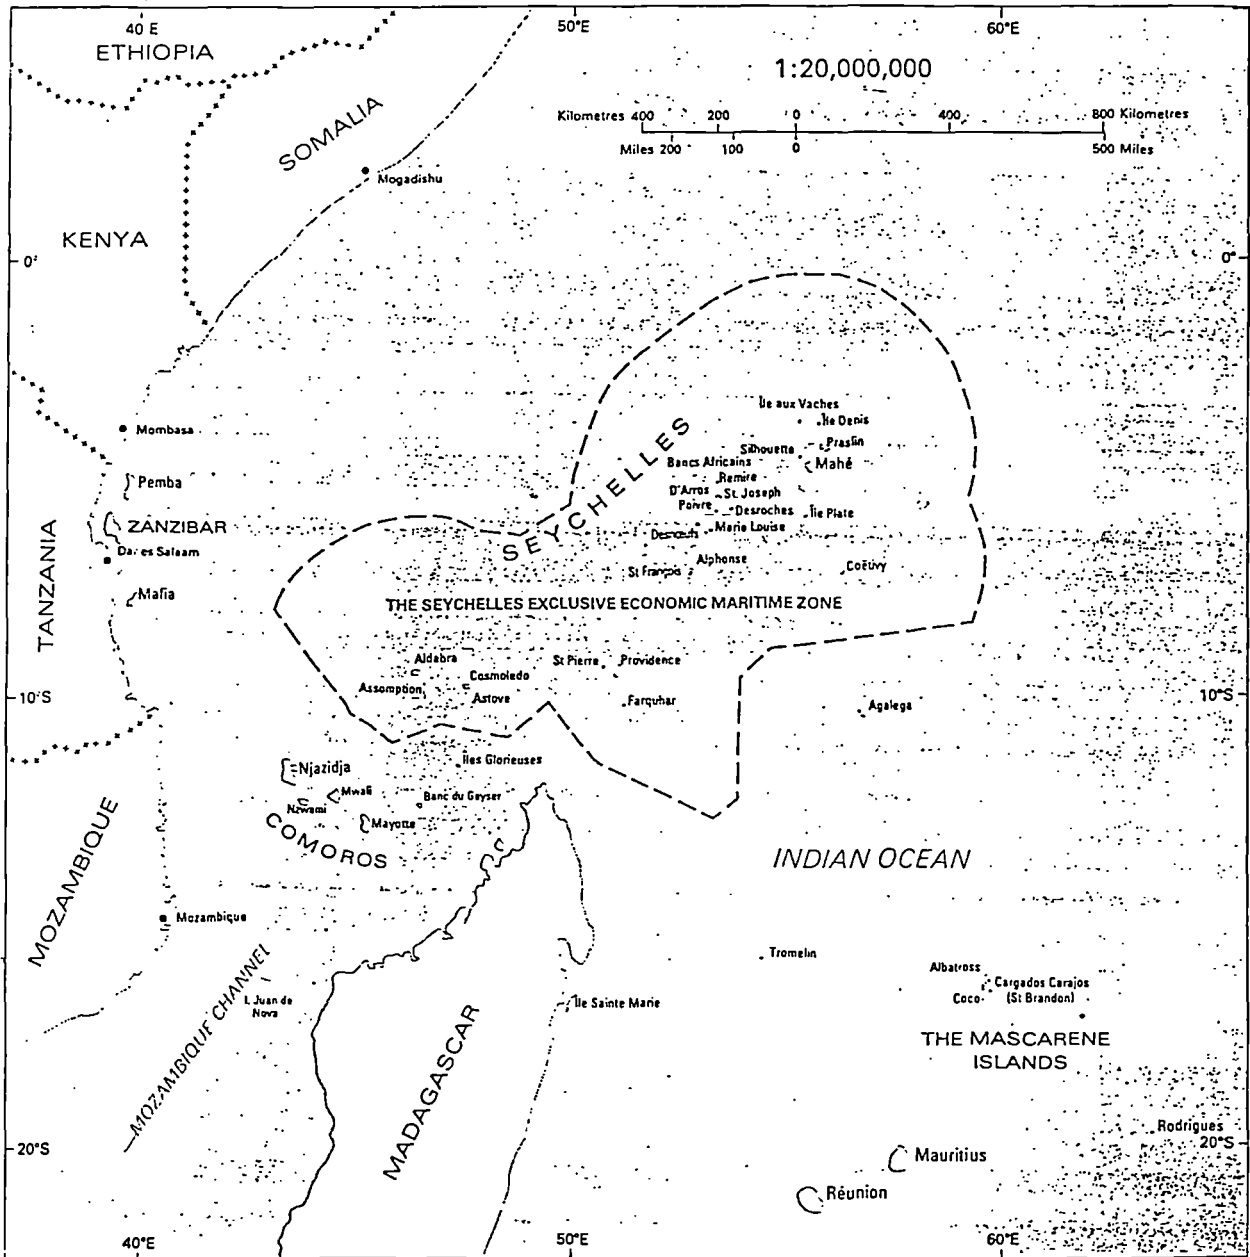 40 E
50°E
60°E
ETHIOPIA
1:20,000,000
Kilometres 400 200 0 400 800 Kilometres
Miles 200 100 0 500 Miles
SOMALIA
Mogadishu
KENYA
0°
0°
Île aux Vaches
Île Denis
Mombasa
Praslin
Silhouette
Mahé
Bancs Africains
SEYCHELLES
Remire
Pemba
D'Arros
St. Joseph
Poivre
Desroches
Île Plate
ZANZIBAR
Marie Louise
Desnœufs
Dar es Salaam
Alphonse
St François
Coëtivy
TANZANIA
Mafia
THE SEYCHELLES EXCLUSIVE ECONOMIC MARITIME ZONE
Aldabra
St Pierre
Providence
Cosmoledo
Assomption
Astove
10°S
10°S
Farquhar
Agalega
Îles Glorieuses
Njazidja
Mwali
Banc du Geyser
Nzwami
Mayotte
COMOROS
MOZAMBIQUE
INDIAN OCEAN
Mozambique
Tromelin
Albatross
Cargados Carajos
Coco
(St Brandon)
I. Juan de
Nova
Île Sainte Marie
MOZAMBIQUE CHANNEL
MADAGASCAR
THE MASCARENE
ISLANDS
Rodrigues
20°S
20°S
Mauritius
Réunion
40°E
50°E
60°E